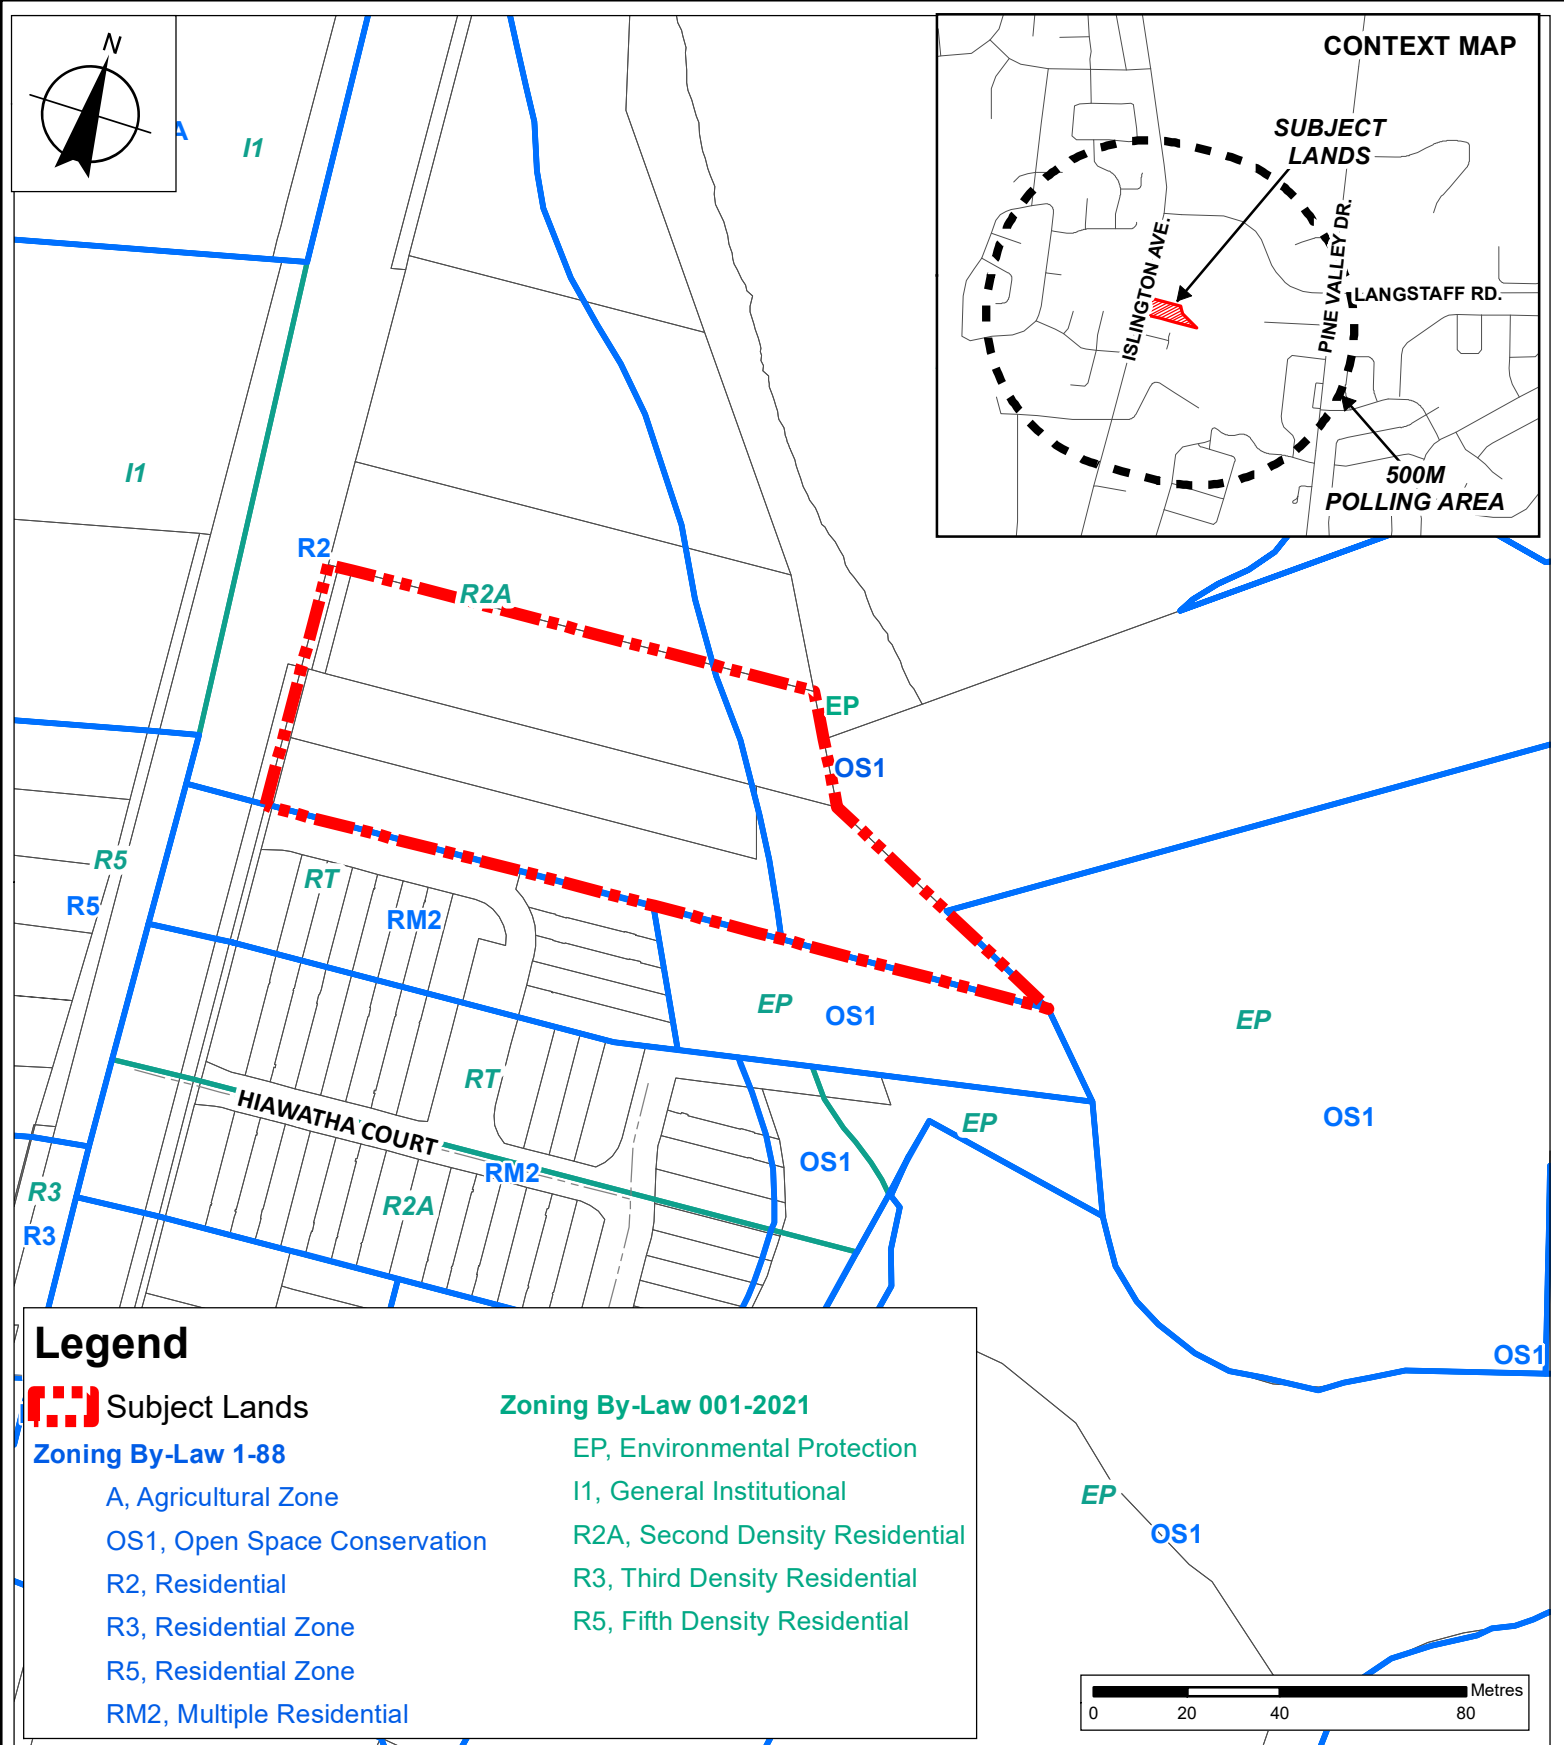 N
A
I1
CONTEXT MAP
SUBJECT
LANDS
ISLINGTON AVE.
PINE VALLEY DR.
LANGSTAFF RD.
500M
POLLING AREA
I1
R2
R2A
EP
OS1
R5
R5
RT
RM2
EP
OS1
EP
RT
HIAWATHA COURT
RM2
EP
OS1
OS1
R3
R2A
R3
OS1
EP
OS1
Legend
Subject Lands
Zoning By-Law 1-88
A, Agricultural Zone
OS1, Open Space Conservation
R2, Residential
R3, Residential Zone
R5, Residential Zone
RM2, Multiple Residential
Zoning By-Law 001-2021
EP, Environmental Protection
I1, General Institutional
R2A, Second Density Residential
R3, Third Density Residential
R5, Fifth Density Residential
Metres
0 20 40 80